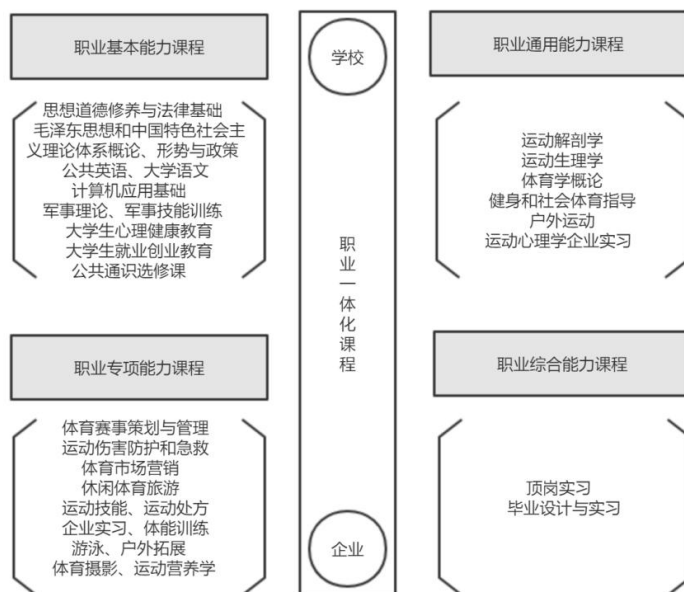 职业基本能力课程
思想道德修养与法律基础
毛泽东思想和中国特色社会主
义理论体系概论、形势与政策
公共英语、大学语文
计算机应用基础
军事理论、军事技能训练
大学生心理健康教育
大学生就业创业教育
公共通识选修课
职业专项能力课程
体育赛事策划与管理
运动伤害防护和急救
体育市场营销
休闲体育旅游
运动技能、运动处方
企业实习、体能训练
游泳、户外拓展
体育摄影、运动营养学
学校
职业一体化课程
企业
职业通用能力课程
运动解剖学
运动生理学
体育学概论
健身和社会体育指导
户外运动
运动心理学企业实习
职业综合能力课程
顶岗实习
毕业设计与实习